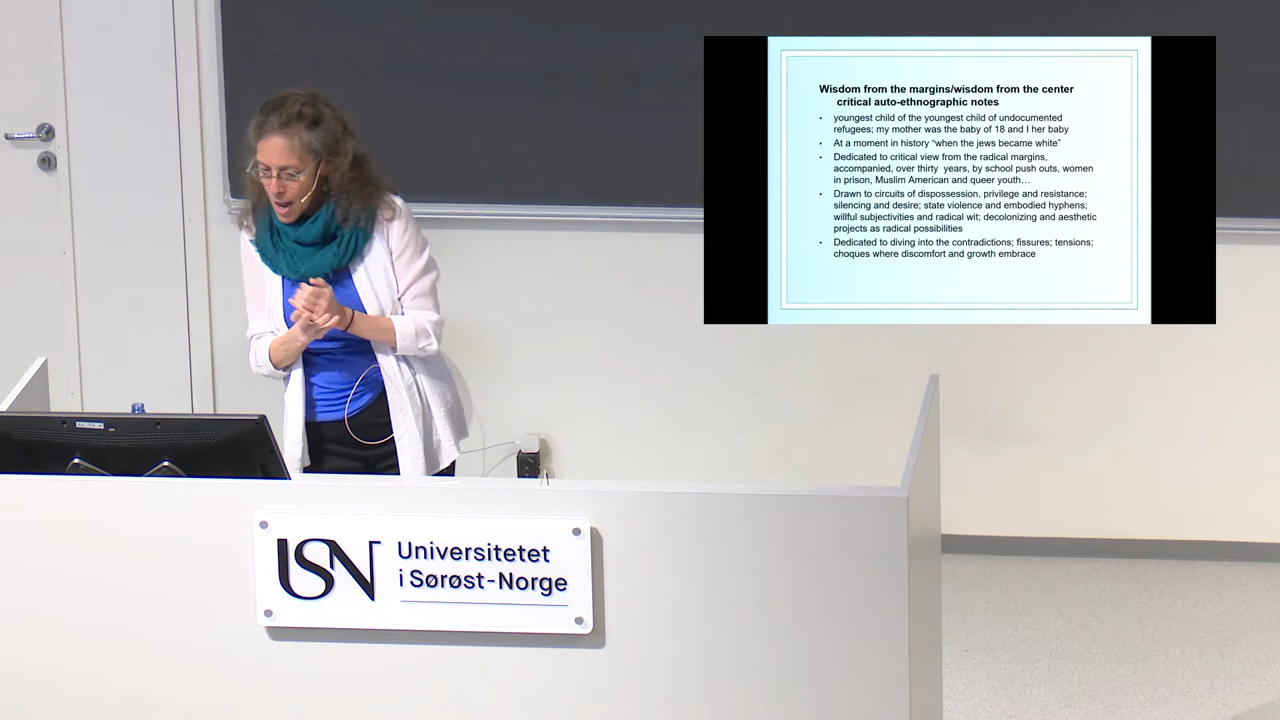 Wisdom from the margins/wisdom from the center
critical auto-ethnographic notes
• youngest child of the youngest child of undocumented
refugees; my mother was the baby of 18 and I her baby
• At a moment in history “when the jews became white”
• Dedicated to critical view from the radical margins,
accompanied, over thirty years, by school push outs, women
in prison, Muslim American and queer youth…
• Drawn to circuits of dispossession, privilege and resistance;
silencing and desire; state violence and embodied hyphens;
willful subjectivities and radical wit; decolonizing and aesthetic
projects as radical possibilities
• Dedicated to diving into the contradictions; fissures; tensions;
choques where discomfort and growth embrace
USN
Universitetet
i Sørøst-Norge